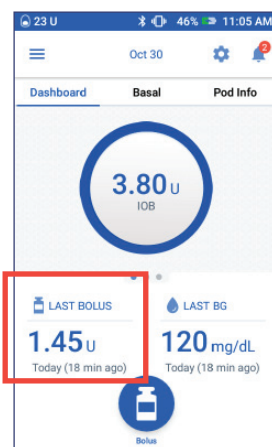 23 U 46% 11:05 AM
Oct 30 2
Dashboard Basal Pod Info
3.80 U
IOB
LAST BOLUS LAST BG
1.45 U 120 mg/dL
Today (18 min ago) Today (18 min ago)
Bolus